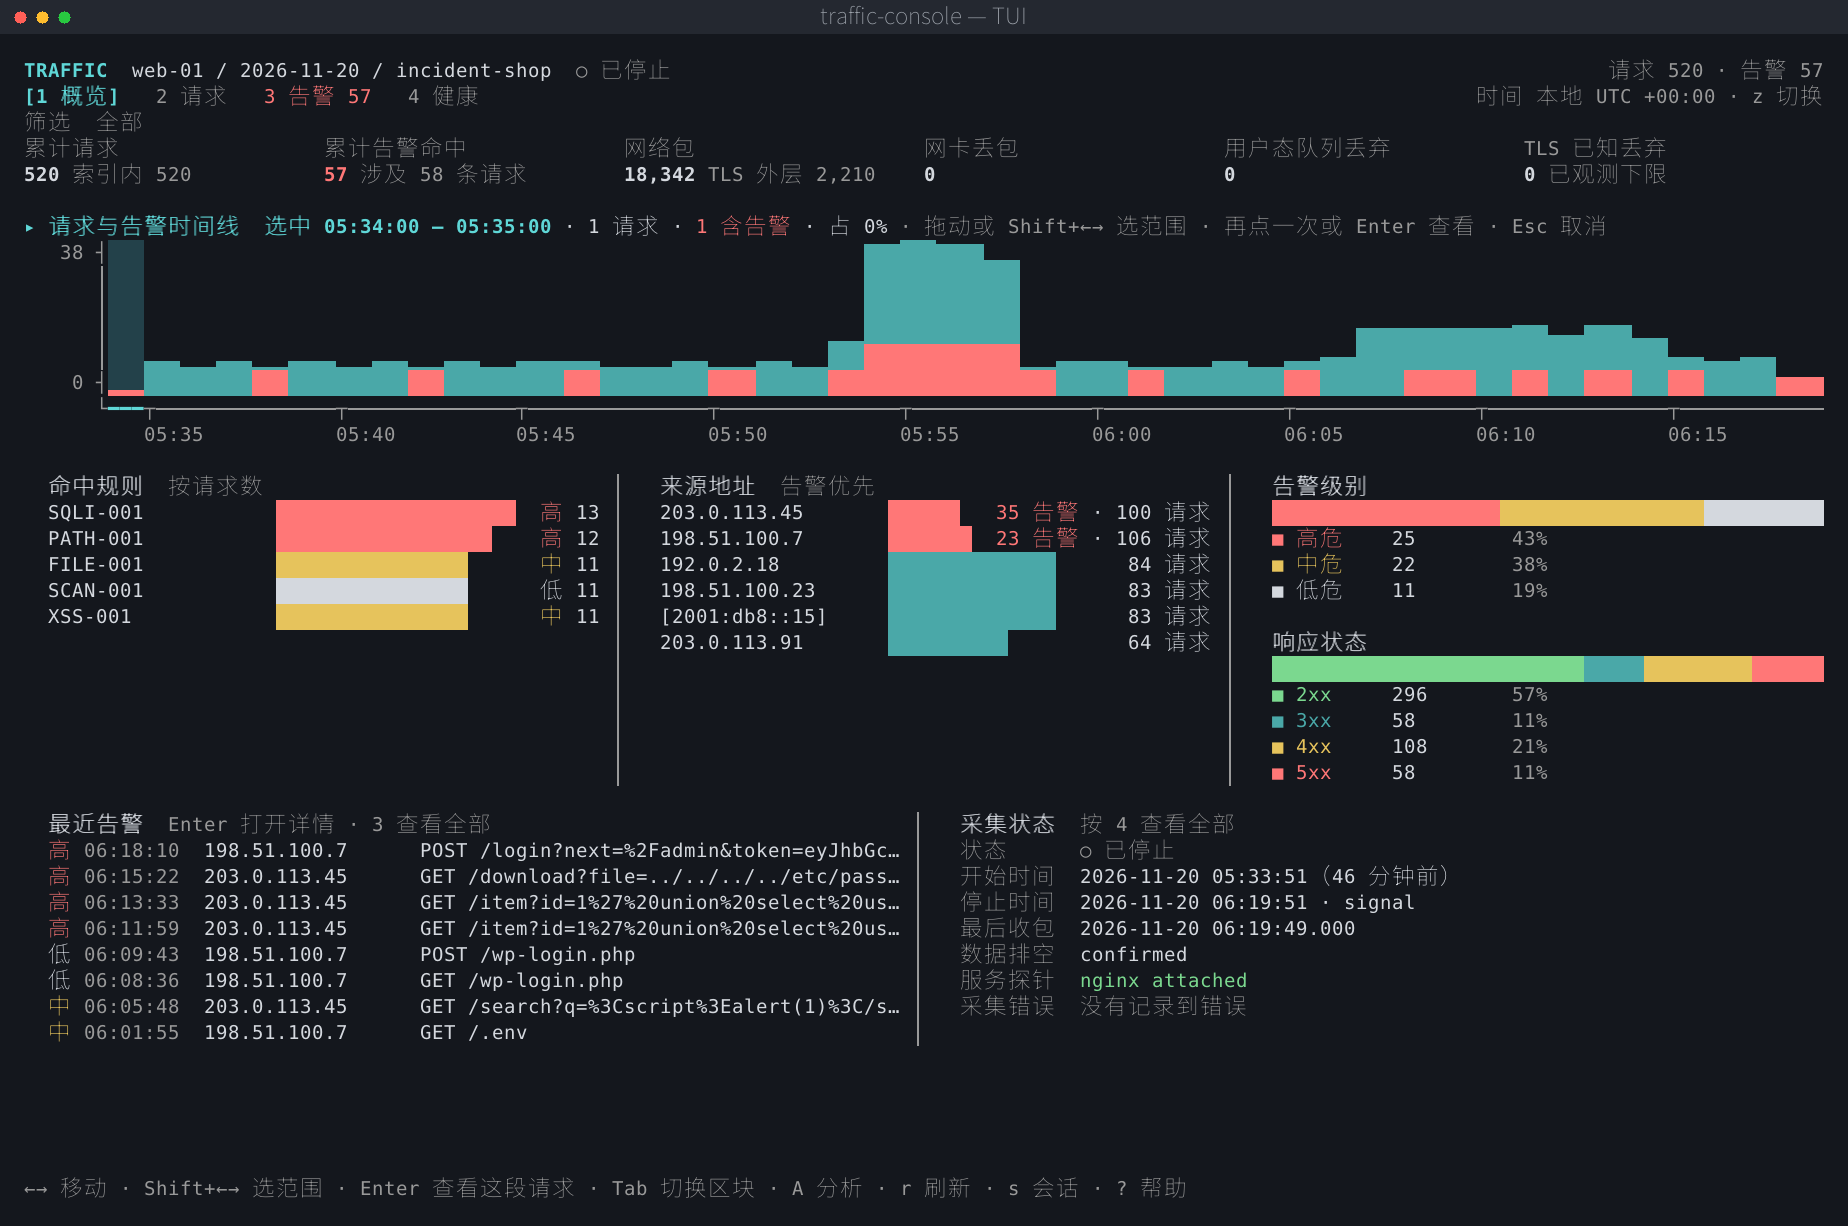 traffic-console — TUI
TRAFFIC web-01 / 2026-11-20 / incident-shop ○ 已停止 请求 520 · 告警 57
[1 概览] 2 请求 3 告警 57 4 健康 时间 本地 UTC +00:00 · z 切换
筛选 全部
累计请求 累计告警命中 网络包 网卡丢包 用户态队列丢弃 TLS 已知丢弃
520 索引内 520 57 涉及 58 条请求 18,342 TLS 外层 2,210 0 0 0 已观测下限
▸ 请求与告警时间线 选中 05:34:00 — 05:35:00 · 1 请求 · 1 含告警 · 占 0% · 拖动或 Shift+←→ 选范围 · 再点一次或 Enter 查看 · Esc 取消
38
0
05:35 05:40 05:45 05:50 05:55 06:00 06:05 06:10 06:15
命中规则 按请求数
SQLI-001 高 13
PATH-001 高 12
FILE-001 中 11
SCAN-001 低 11
XSS-001 中 11
来源地址 告警优先
203.0.113.45 35 告警 · 100 请求
198.51.100.7 23 告警 · 106 请求
192.0.2.18 84 请求
198.51.100.23 83 请求
[2001:db8::15] 83 请求
203.0.113.91 64 请求
告警级别
■ 高危 25 43%
■ 中危 22 38%
■ 低危 11 19%
响应状态
■ 2xx 296 57%
■ 3xx 58 11%
■ 4xx 108 21%
■ 5xx 58 11%
最近告警 Enter 打开详情 · 3 查看全部
高 06:18:10 198.51.100.7 POST /login?next=%2Fadmin&token=eyJhbGc…
高 06:15:22 203.0.113.45 GET /download?file=../../../../etc/pass…
高 06:13:33 203.0.113.45 GET /item?id=1%27%20union%20select%20us…
高 06:11:59 203.0.113.45 GET /item?id=1%27%20union%20select%20us…
低 06:09:43 198.51.100.7 POST /wp-login.php
低 06:08:36 198.51.100.7 GET /wp-login.php
中 06:05:48 203.0.113.45 GET /search?q=%3Cscript%3Ealert(1)%3C/s…
中 06:01:55 198.51.100.7 GET /.env
采集状态 按 4 查看全部
状态 ○ 已停止
开始时间 2026-11-20 05:33:51（46 分钟前）
停止时间 2026-11-20 06:19:51 · signal
最后收包 2026-11-20 06:19:49.000
数据排空 confirmed
服务探针 nginx attached
采集错误 没有记录到错误
←→ 移动 · Shift+←→ 选范围 · Enter 查看这段请求 · Tab 切换区块 · A 分析 · r 刷新 · s 会话 · ? 帮助